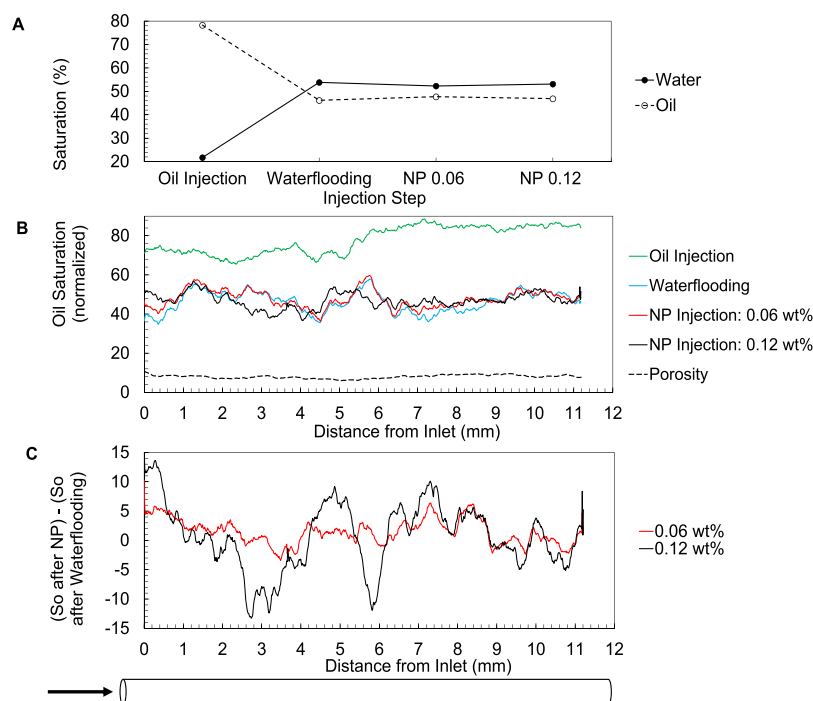 A
Saturation (%)
80
70
60
50
40
30
20
Oil Injection
Waterflooding
NP 0.06
NP 0.12
Injection Step
Water
Oil
B
Oil Saturation
(normalized)
80
60
40
20
0
0 1 2 3 4 5 6 7 8 9 10 11 12
Distance from Inlet (mm)
Oil Injection
Waterflooding
NP Injection: 0.06 wt%
NP Injection: 0.12 wt%
Porosity
C
(So after NP) - (So
after Waterflooding)
15
10
5
0
-5
-10
-15
0 1 2 3 4 5 6 7 8 9 10 11 12
Distance from Inlet (mm)
0.06 wt%
0.12 wt%